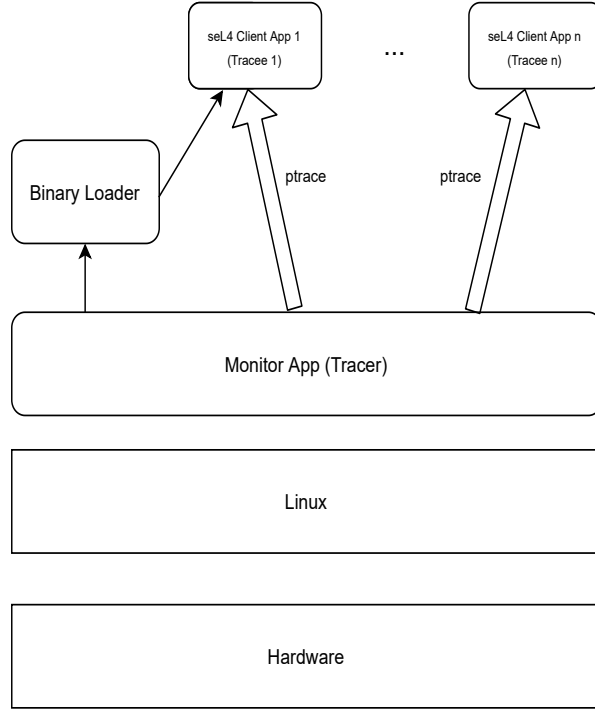 seL4 Client App 1
(Tracee 1)
...
seL4 Client App n
(Tracee n)
ptrace
ptrace
Binary Loader
Monitor App (Tracer)
Linux
Hardware